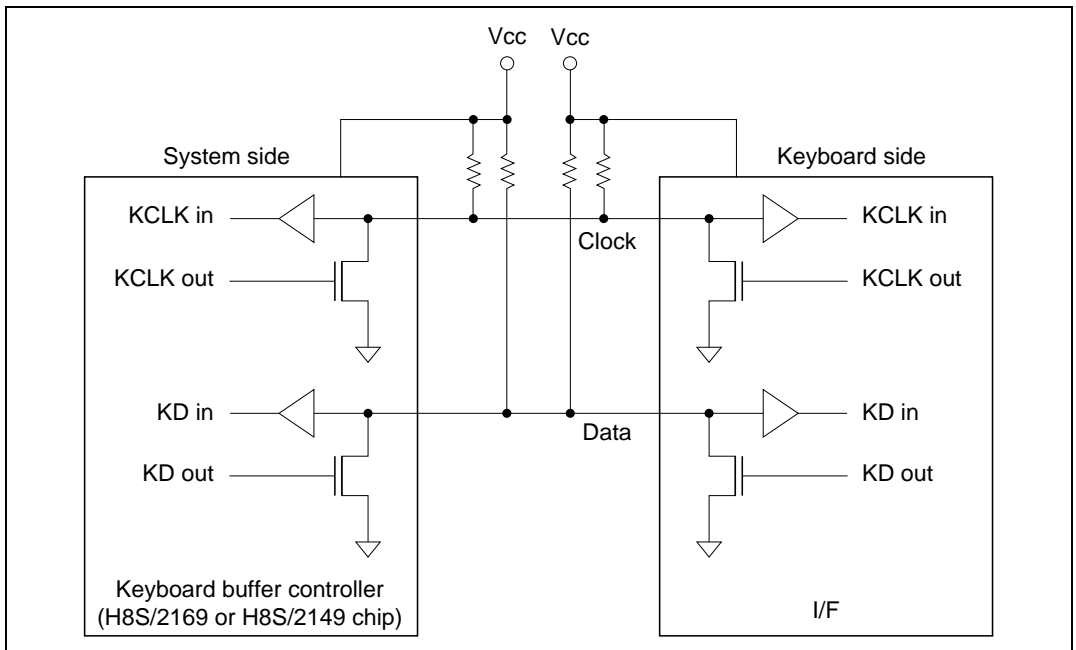 Vcc Vcc
System side
Keyboard side
KCLK in
KCLK in
Clock
KCLK out
KCLK out
KD in
KD in
Data
KD out
KD out
Keyboard buffer controller
(H8S/2169 or H8S/2149 chip)
I/F